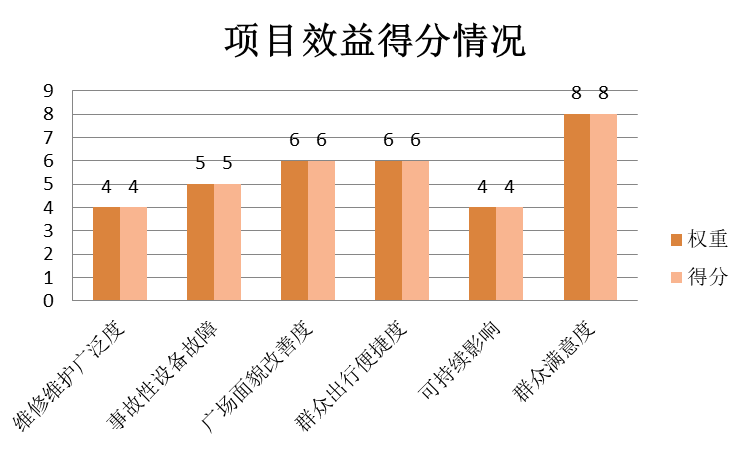 项目效益得分情况
9
8
7
6
5
4
3
2
1
0
4 4
5 5
6 6
6 6
4 4
8 8
维修维护广泛度
事故性设备故障
广场面貌改善度
群众出行便捷度
可持续影响
群众满意度
权重
得分